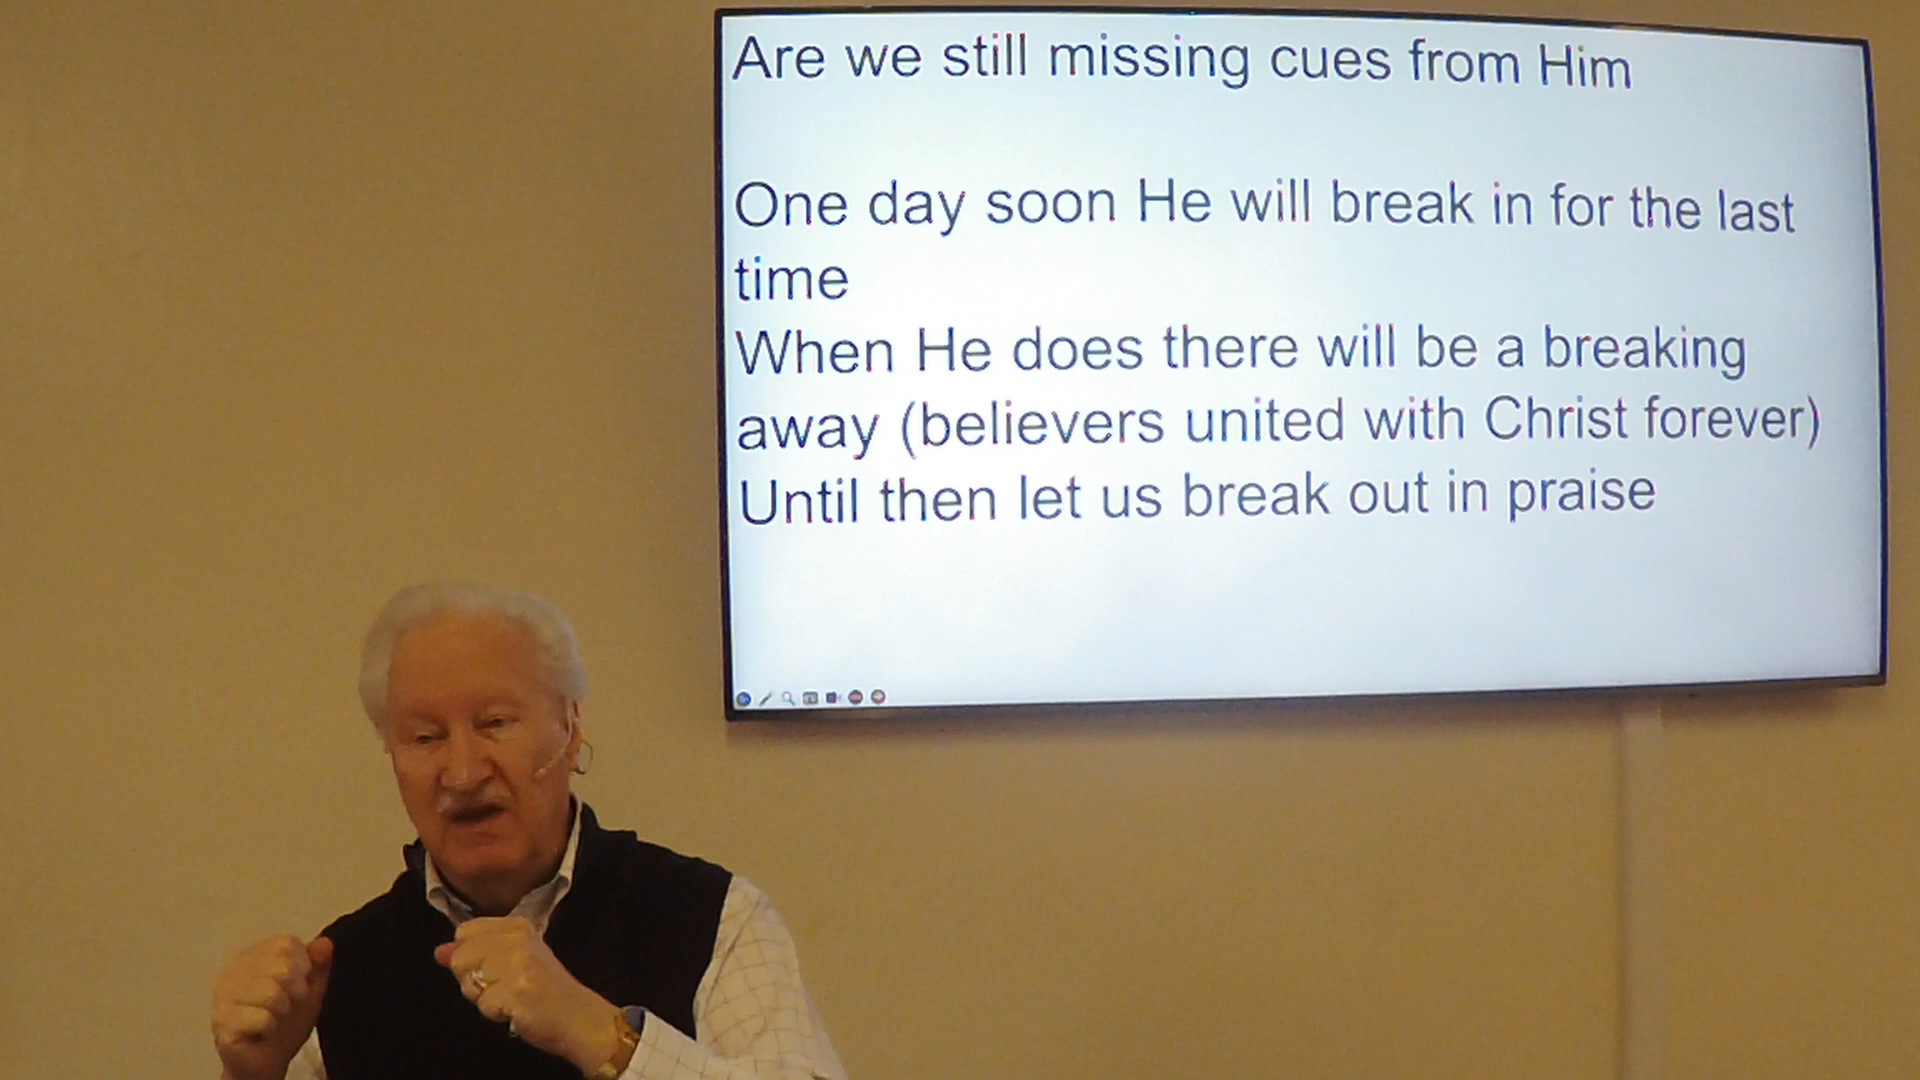 Are we still missing cues from Him
One day soon He will break in for the last
time
When He does there will be a breaking
away (believers united with Christ forever)
Until then let us break out in praise